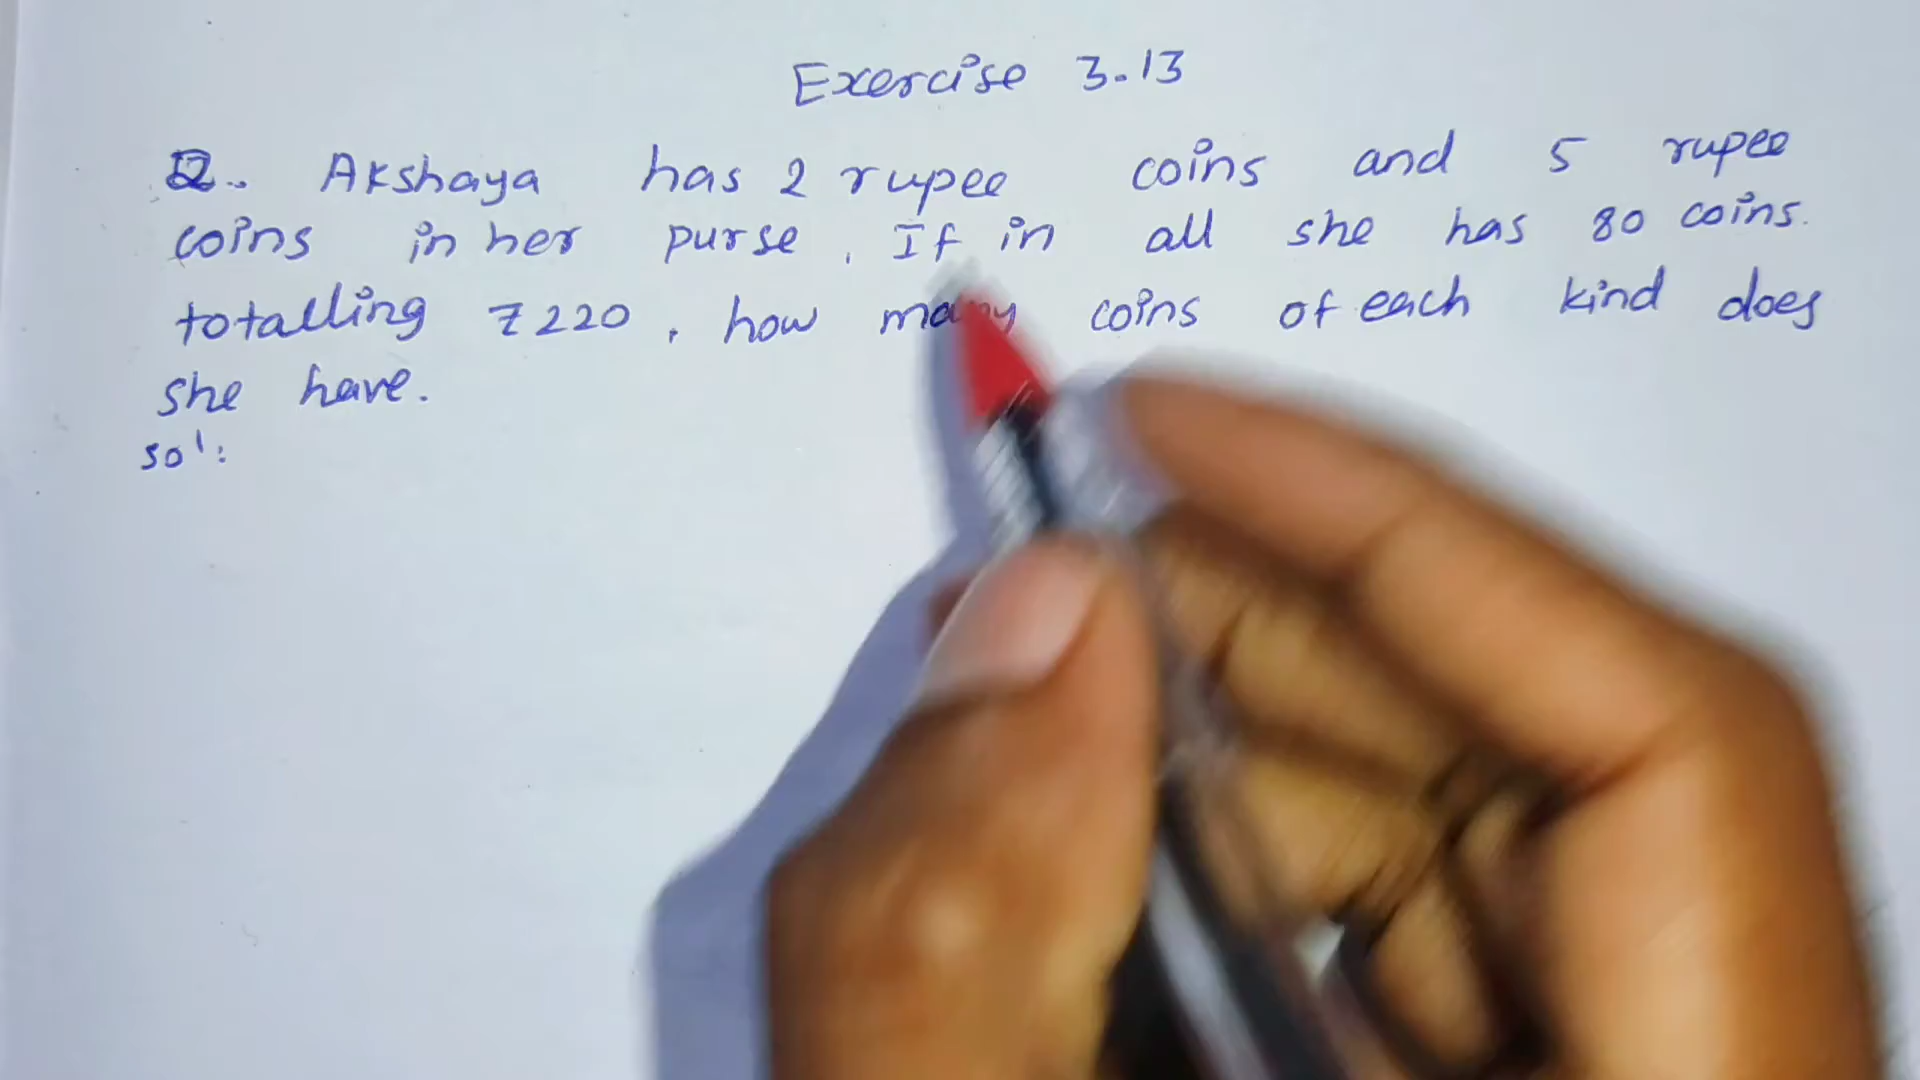 Exercise 3.13
Q. Akshaya has 2 rupee coins and 5 rupee
coins in her purse. If in all she has 80 coins.
totalling ₹220, how many coins of each kind does
she have.
sol: